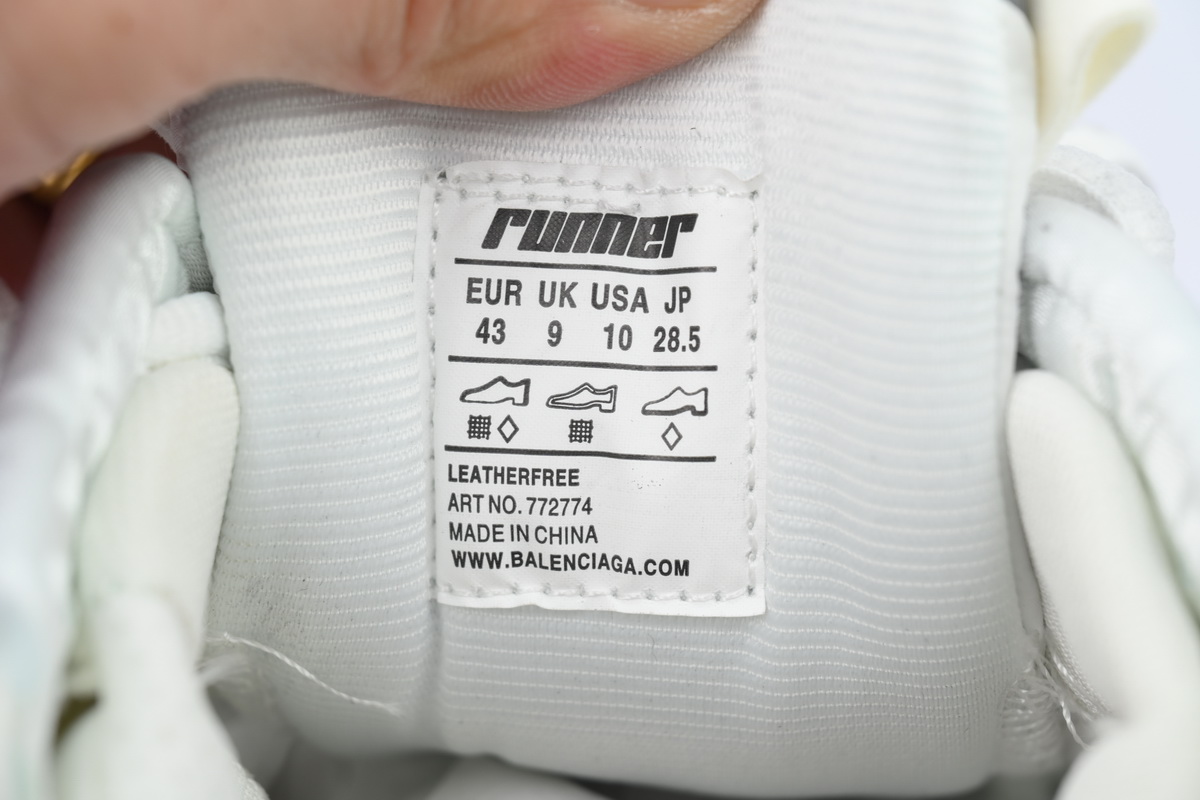 runner
EUR UK USA JP
43 9 10 28.5
LEATHERFREE
ART NO. 772774
MADE IN CHINA
WWW.BALENCIAGA.COM